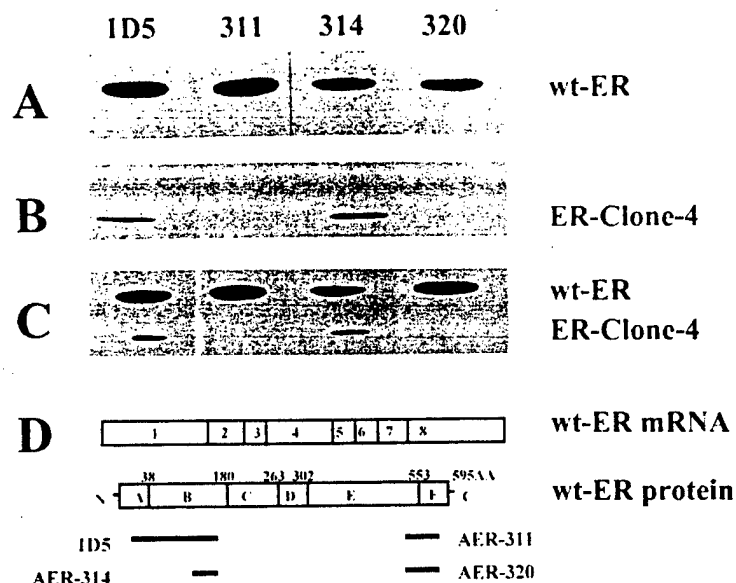 1D5 311 314 320
A wt-ER
B ER-Clone-4
C wt-ER
ER-Clone-4
D 1 2 3 4 5 6 7 8 wt-ER mRNA
38 180 263 302 553 595AA
N A B C D E F C wt-ER protein
1D5 AER-311
AER-314 AER-320